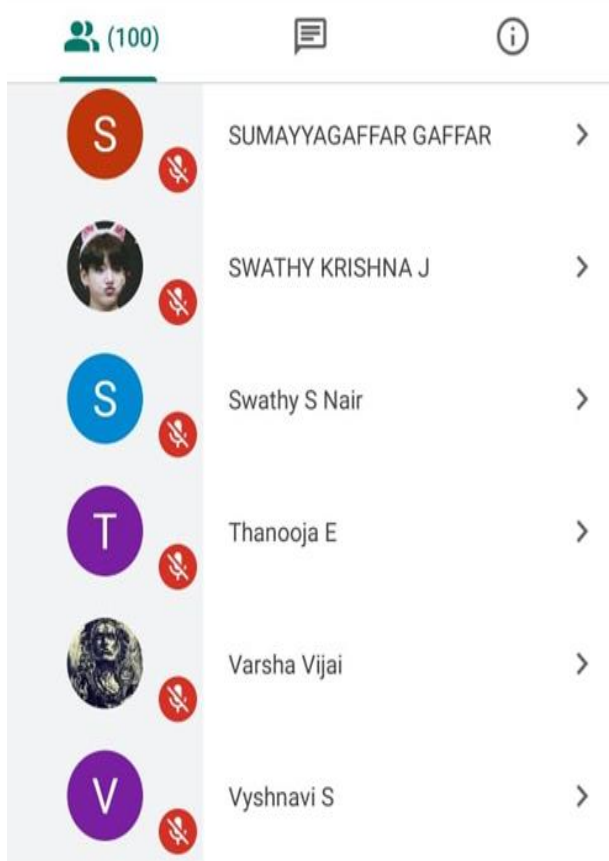 (100)
S
SUMAYYAGAFFAR GAFFAR
SWATHY KRISHNA J
S
Swathy S Nair
T
Thanooja E
Varsha Vijai
V
Vyshnavi S